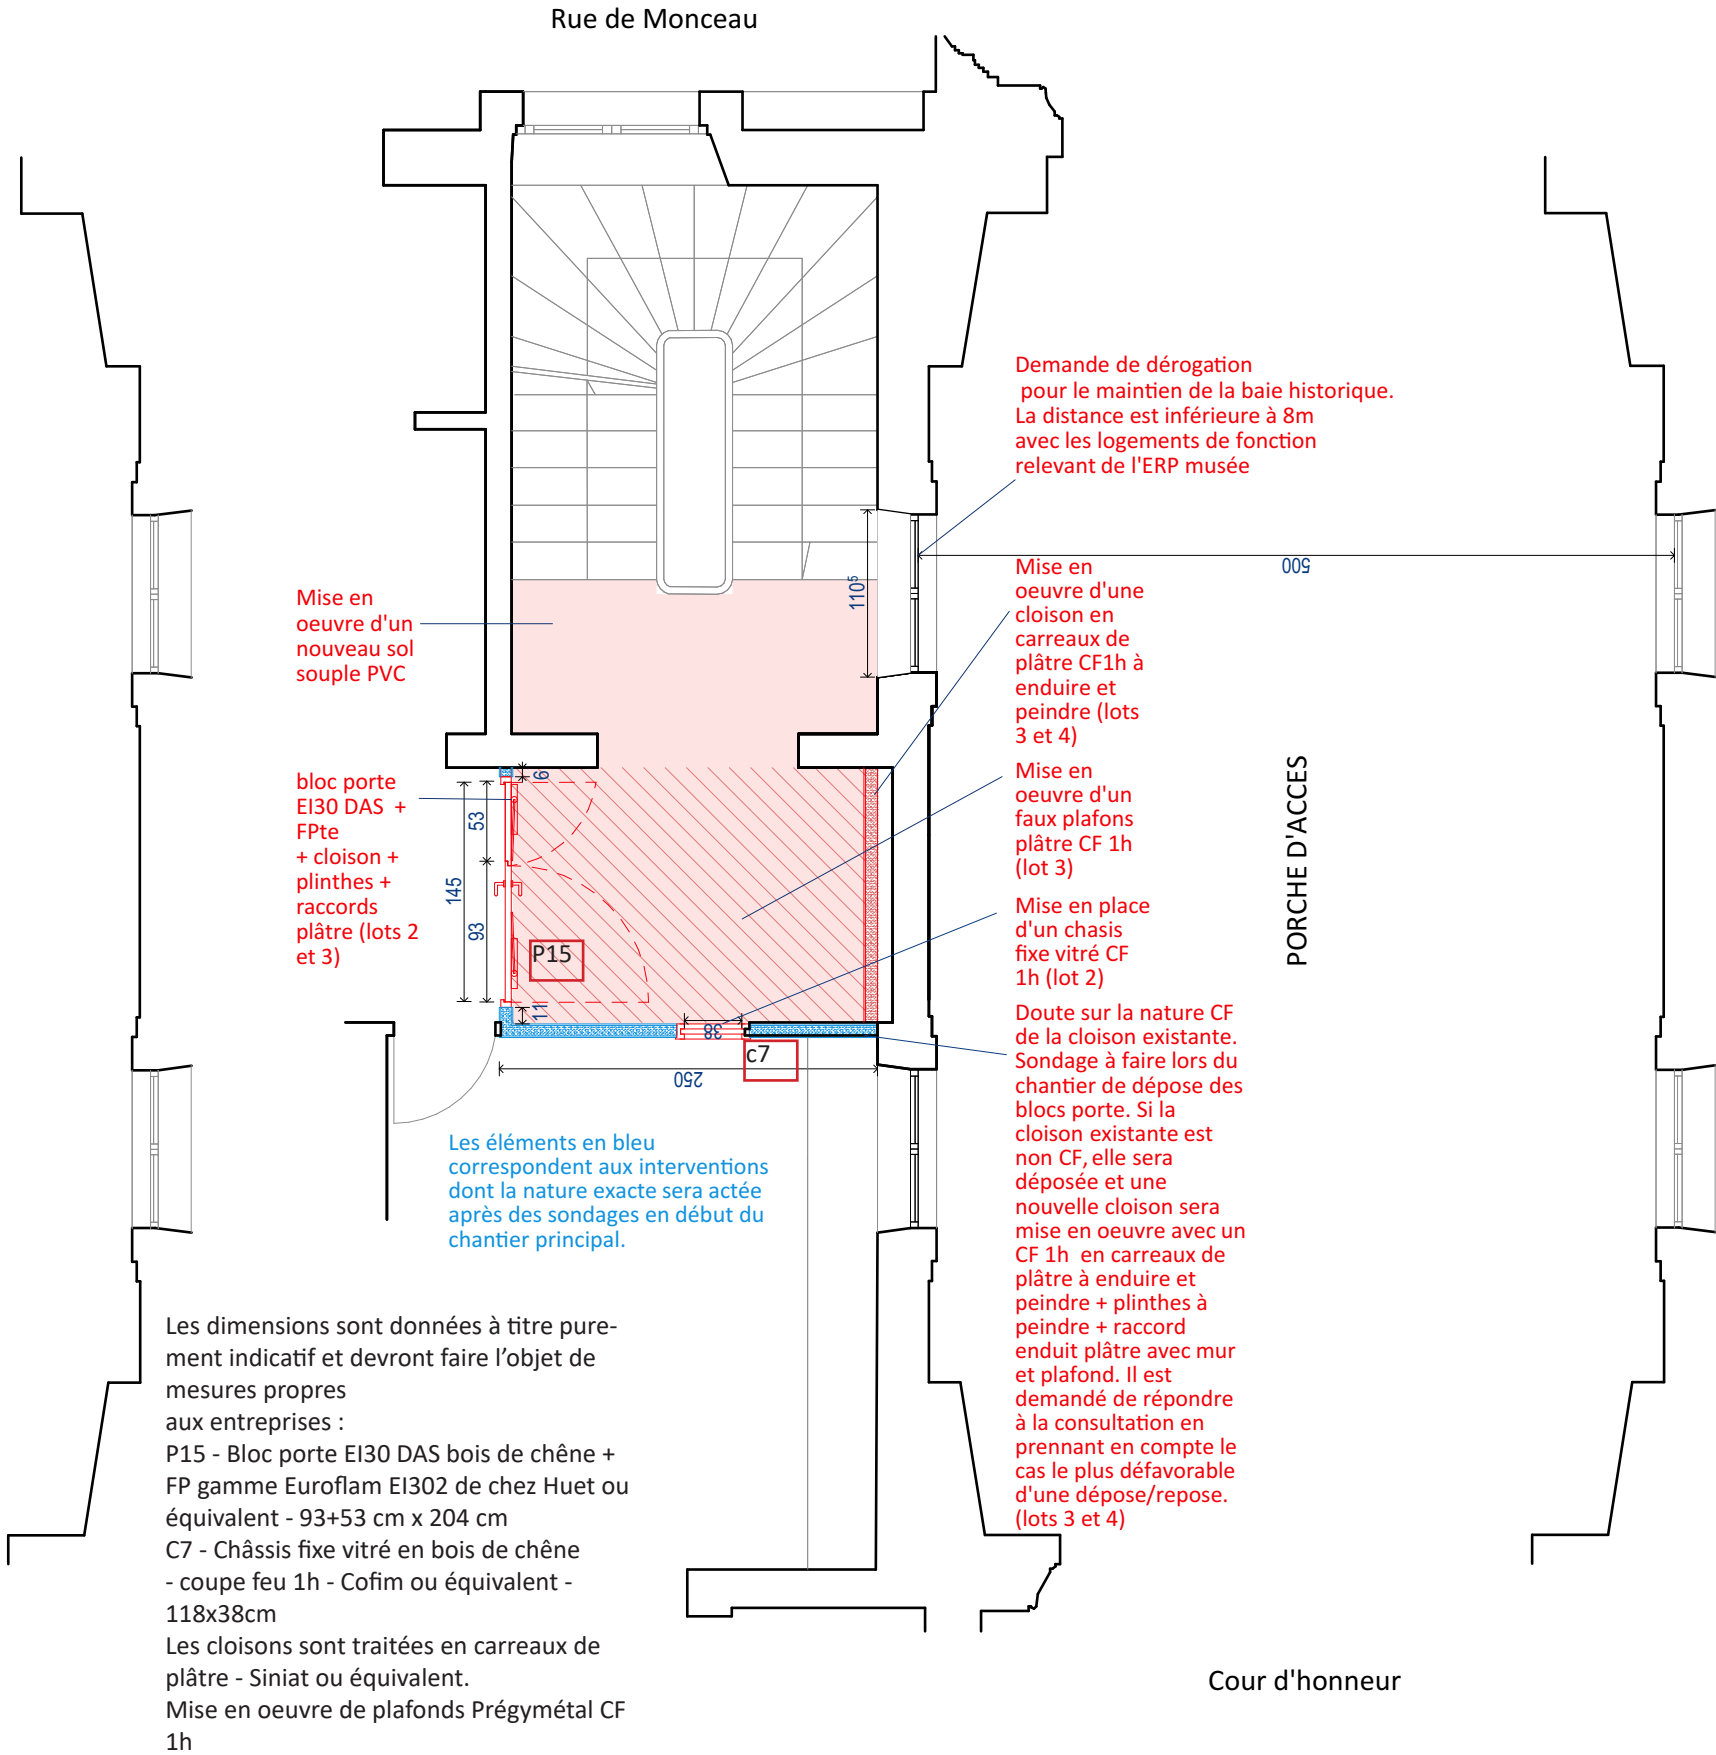 Rue de Monceau
Demande de dérogation
pour le maintien de la baie historique.
La distance est inférieure à 8m
avec les logements de fonction
relevant de l'ERP musée
500
110⁵
Mise en
oeuvre d'un
nouveau sol
souple PVC
Mise en
oeuvre d'une
cloison en
carreaux de
plâtre CF1h à
enduire et
peindre (lots
3 et 4)
bloc porte
EI30 DAS +
FPte
+ cloison +
plinthes +
raccords
plâtre (lots 2
et 3)
6
53
145
93
11
P15
38
c7
250
Mise en
oeuvre d'un
faux plafons
plâtre CF 1h
(lot 3)
Mise en place
d'un chasis
fixe vitré CF
1h (lot 2)
PORCHE D'ACCES
Doute sur la nature CF
de la cloison existante.
Sondage à faire lors du
chantier de dépose des
blocs porte. Si la
cloison existante est
non CF, elle sera
déposée et une
nouvelle cloison sera
mise en oeuvre avec un
CF 1h en carreaux de
plâtre à enduire et
peindre + plinthes à
peindre + raccord
enduit plâtre avec mur
et plafond. Il est
demandé de répondre
à la consultation en
prennant en compte le
cas le plus défavorable
d'une dépose/repose.
(lots 3 et 4)
Les éléments en bleu
correspondent aux interventions
dont la nature exacte sera actée
après des sondages en début du
chantier principal.
Les dimensions sont données à titre pure-
ment indicatif et devront faire l’objet de
mesures propres
aux entreprises :
P15 - Bloc porte EI30 DAS bois de chêne +
FP gamme Euroflam EI302 de chez Huet ou
équivalent - 93+53 cm x 204 cm
C7 - Châssis fixe vitré en bois de chêne
- coupe feu 1h - Cofim ou équivalent -
118x38cm
Les cloisons sont traitées en carreaux de
plâtre - Siniat ou équivalent.
Mise en oeuvre de plafonds Prégymétal CF
1h
Cour d'honneur